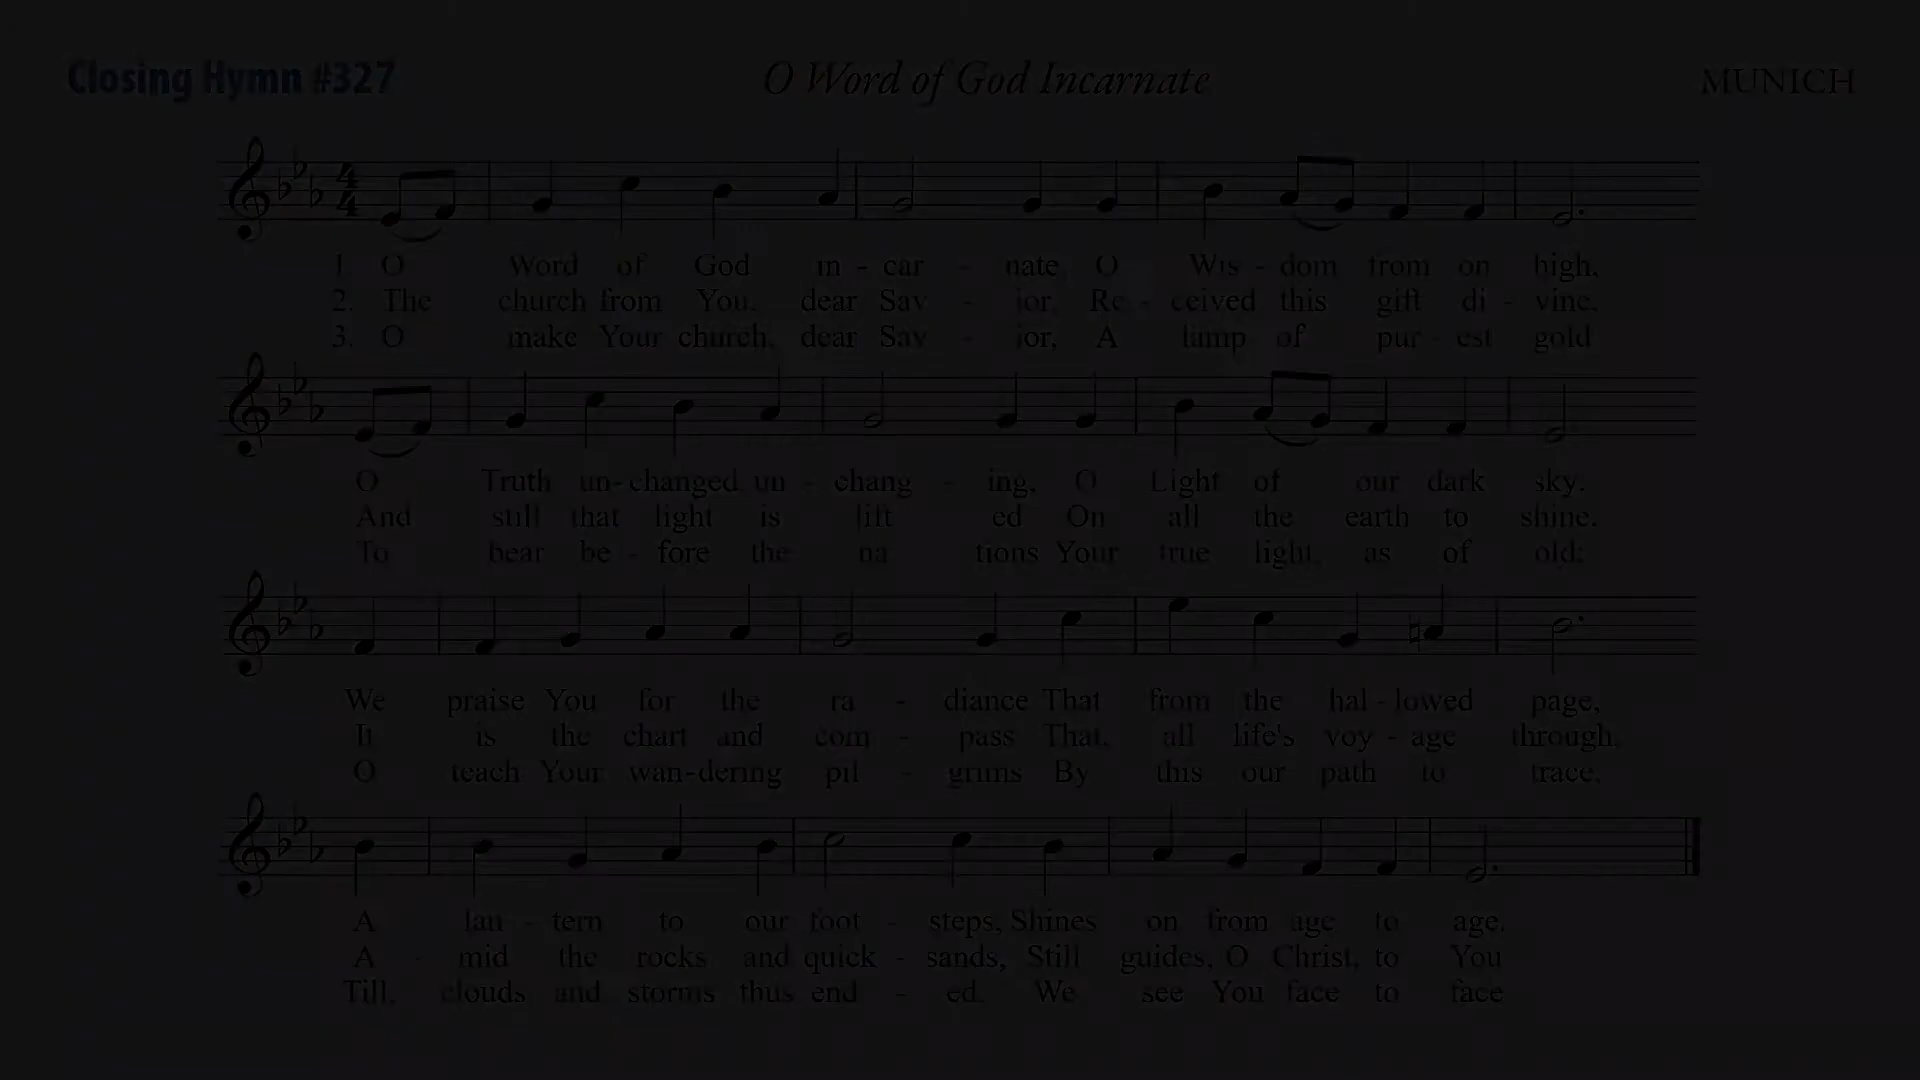 Closing Hymn #327 O Word of God Incarnate MUNICH
1. O Word of God in - car - nate, O Wis - dom from on high,
2. The church from You, dear Sav - ior, Re - ceived this gift di - vine,
3. O make Your church, dear Sav - ior, A lamp of pur - est gold
O Truth un- changed, un - chang - ing, O Light of our dark sky:
And still that light is lift ed On all the earth to shine.
To bear be - fore the na tions Your true light, as of old;
We praise You for the ra - diance That from the hal - lowed page,
It is the chart and com - pass That, all life's voy - age through,
O teach Your wan-dering pil - grims By this our path to trace,
A lan - tern to our foot - steps, Shines on from age to age.
A - mid the rocks and quick - sands, Still guides, O Christ, to You
Till, clouds and storms thus end - ed, We see You face to face